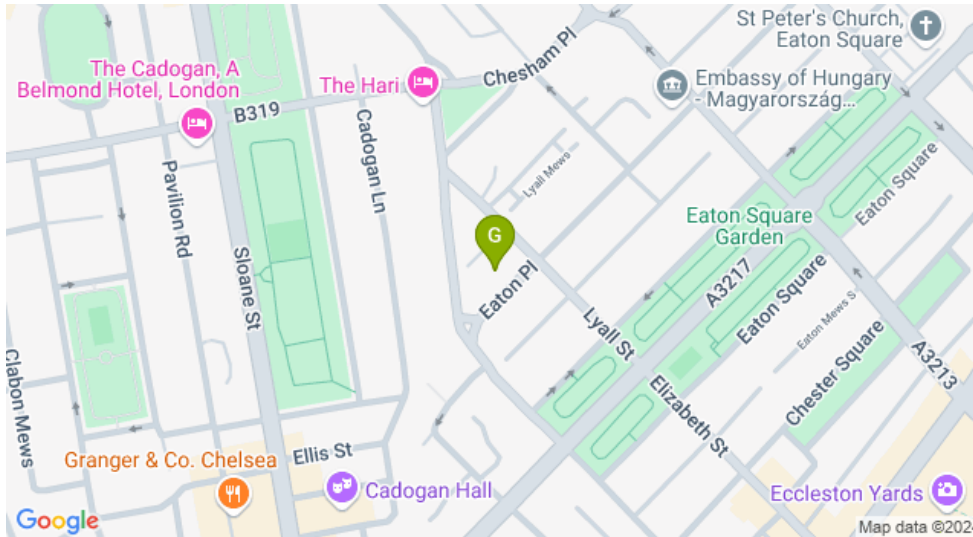 St Peter's Church,
Eaton Square
The Cadogan, A
Belmond Hotel, London
The Hari
Chesham Pl
Embassy of Hungary
- Magyarország...
B319
Cadogan Ln
Pavilion Rd
Lyall Mews
Eaton Square
Eaton Square
Garden
G
Sloane St
Eaton Pl
A3217
Eaton Square
Lyall St
Eaton Mews S
Clabon Mews
Chester Square
A3213
Elizabeth St
Ellis St
Granger & Co. Chelsea
Cadogan Hall
Eccleston Yards
Google
Map data ©2024